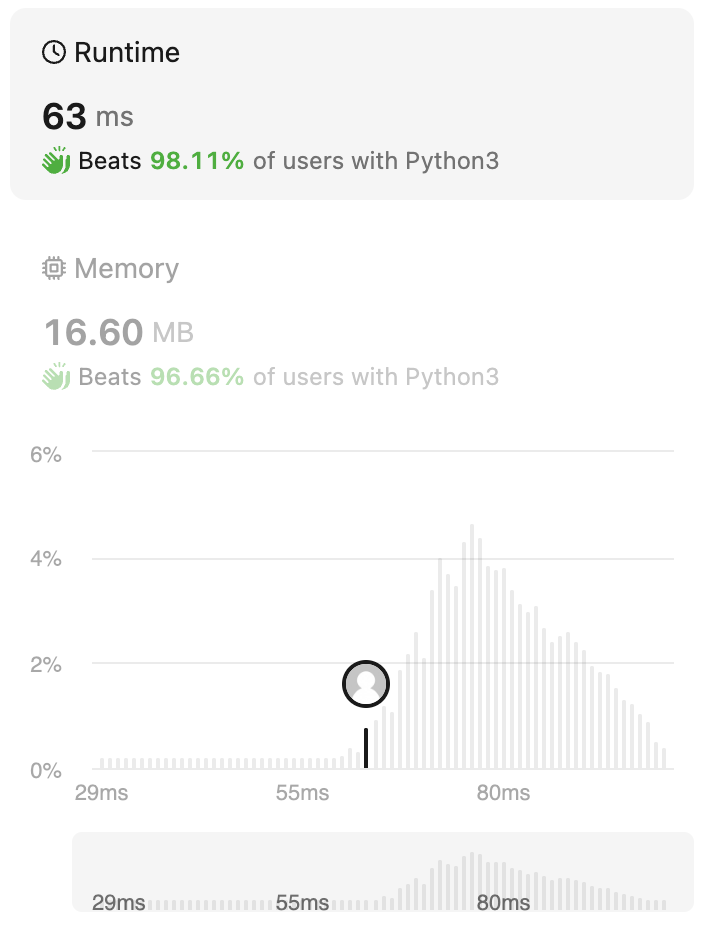 Runtime
63 ms
Beats 98.11% of users with Python3
Memory
16.60 MB
Beats 96.66% of users with Python3
6%
4%
2%
0%
29ms 55ms 80ms
29ms 55ms 80ms